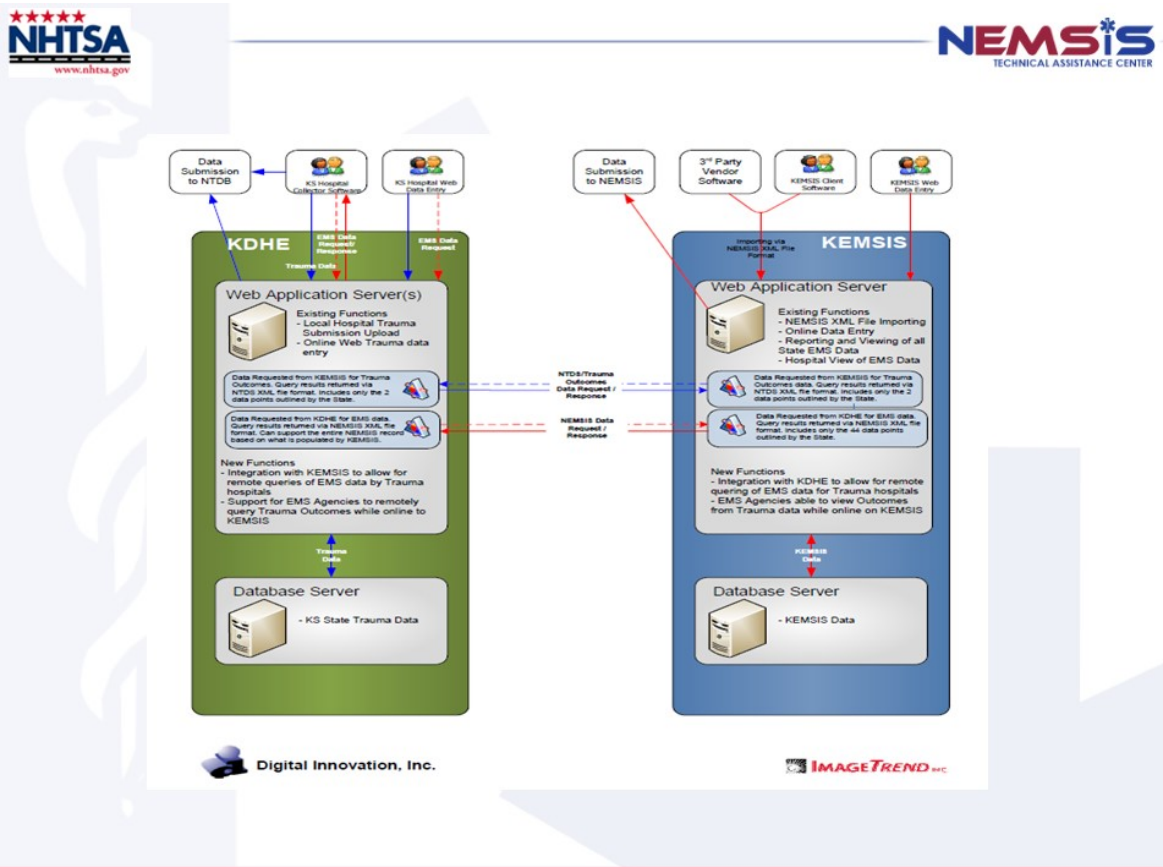 NHTSA
www.nhtsa.gov
NEMSIS
TECHNICAL ASSISTANCE CENTER
Data
Submission
to NTDB
KS Hospital
Collector Software
KS Hospital Web
Data Entry
Data
Submission
to NEMSIS
3rd Party
Vendor
Software
KEMSIS Client
Software
KEMSIS Web
Data Entry
KDHE
EMS Data
Request/
Response
EMS Data
Request
Trauma Data
Web Application Server(s)
Existing Functions
- Local Hospital Trauma
Submission Upload
- Online Web Trauma data
entry
Data Requested from KEMSIS for Trauma
Outcomes. Query results returned via
NTDS XML file format. Includes only the 2
data points outlined by the State.
Data Requested from KDHE for EMS data.
Query results returned via NEMSIS XML file
format. Can support the entire NEMSIS record
based on what is populated by KEMSIS.
New Functions
- Integration with KEMSIS to allow for
remote queries of EMS data by Trauma
hospitals
- Support for EMS Agencies to remotely
query Trauma Outcomes while online to
KEMSIS
Trauma
Data
Database Server
- KS State Trauma Data
NTDS/Trauma
Outcomes
Data Request /
Response
NEMSIS Data
Request /
Response
KEMSIS
Importing via
NEMSIS XML File
Format
Web Application Server
Existing Functions
- NEMSIS XML File Importing
- Online Data Entry
- Reporting and Viewing of all
State EMS Data
- Hospital View of EMS Data
Data Requested from KEMSIS for Trauma
Outcomes data. Query results returned via
NTDS XML file format. Includes only the 2
data points outlined by the State.
Data Requested from KDHE for EMS data.
Query results returned via NEMSIS XML file
format. Includes only the 44 data points
outlined by the State.
New Functions
- Integration with KDHE to allow for remote
quering of EMS data for Trauma hospitals
- EMS Agencies able to view Outcomes
from Trauma data while online on KEMSIS
KEMSIS
Data
Database Server
- KEMSIS Data
Digital Innovation, Inc.
IMAGETREND INC.